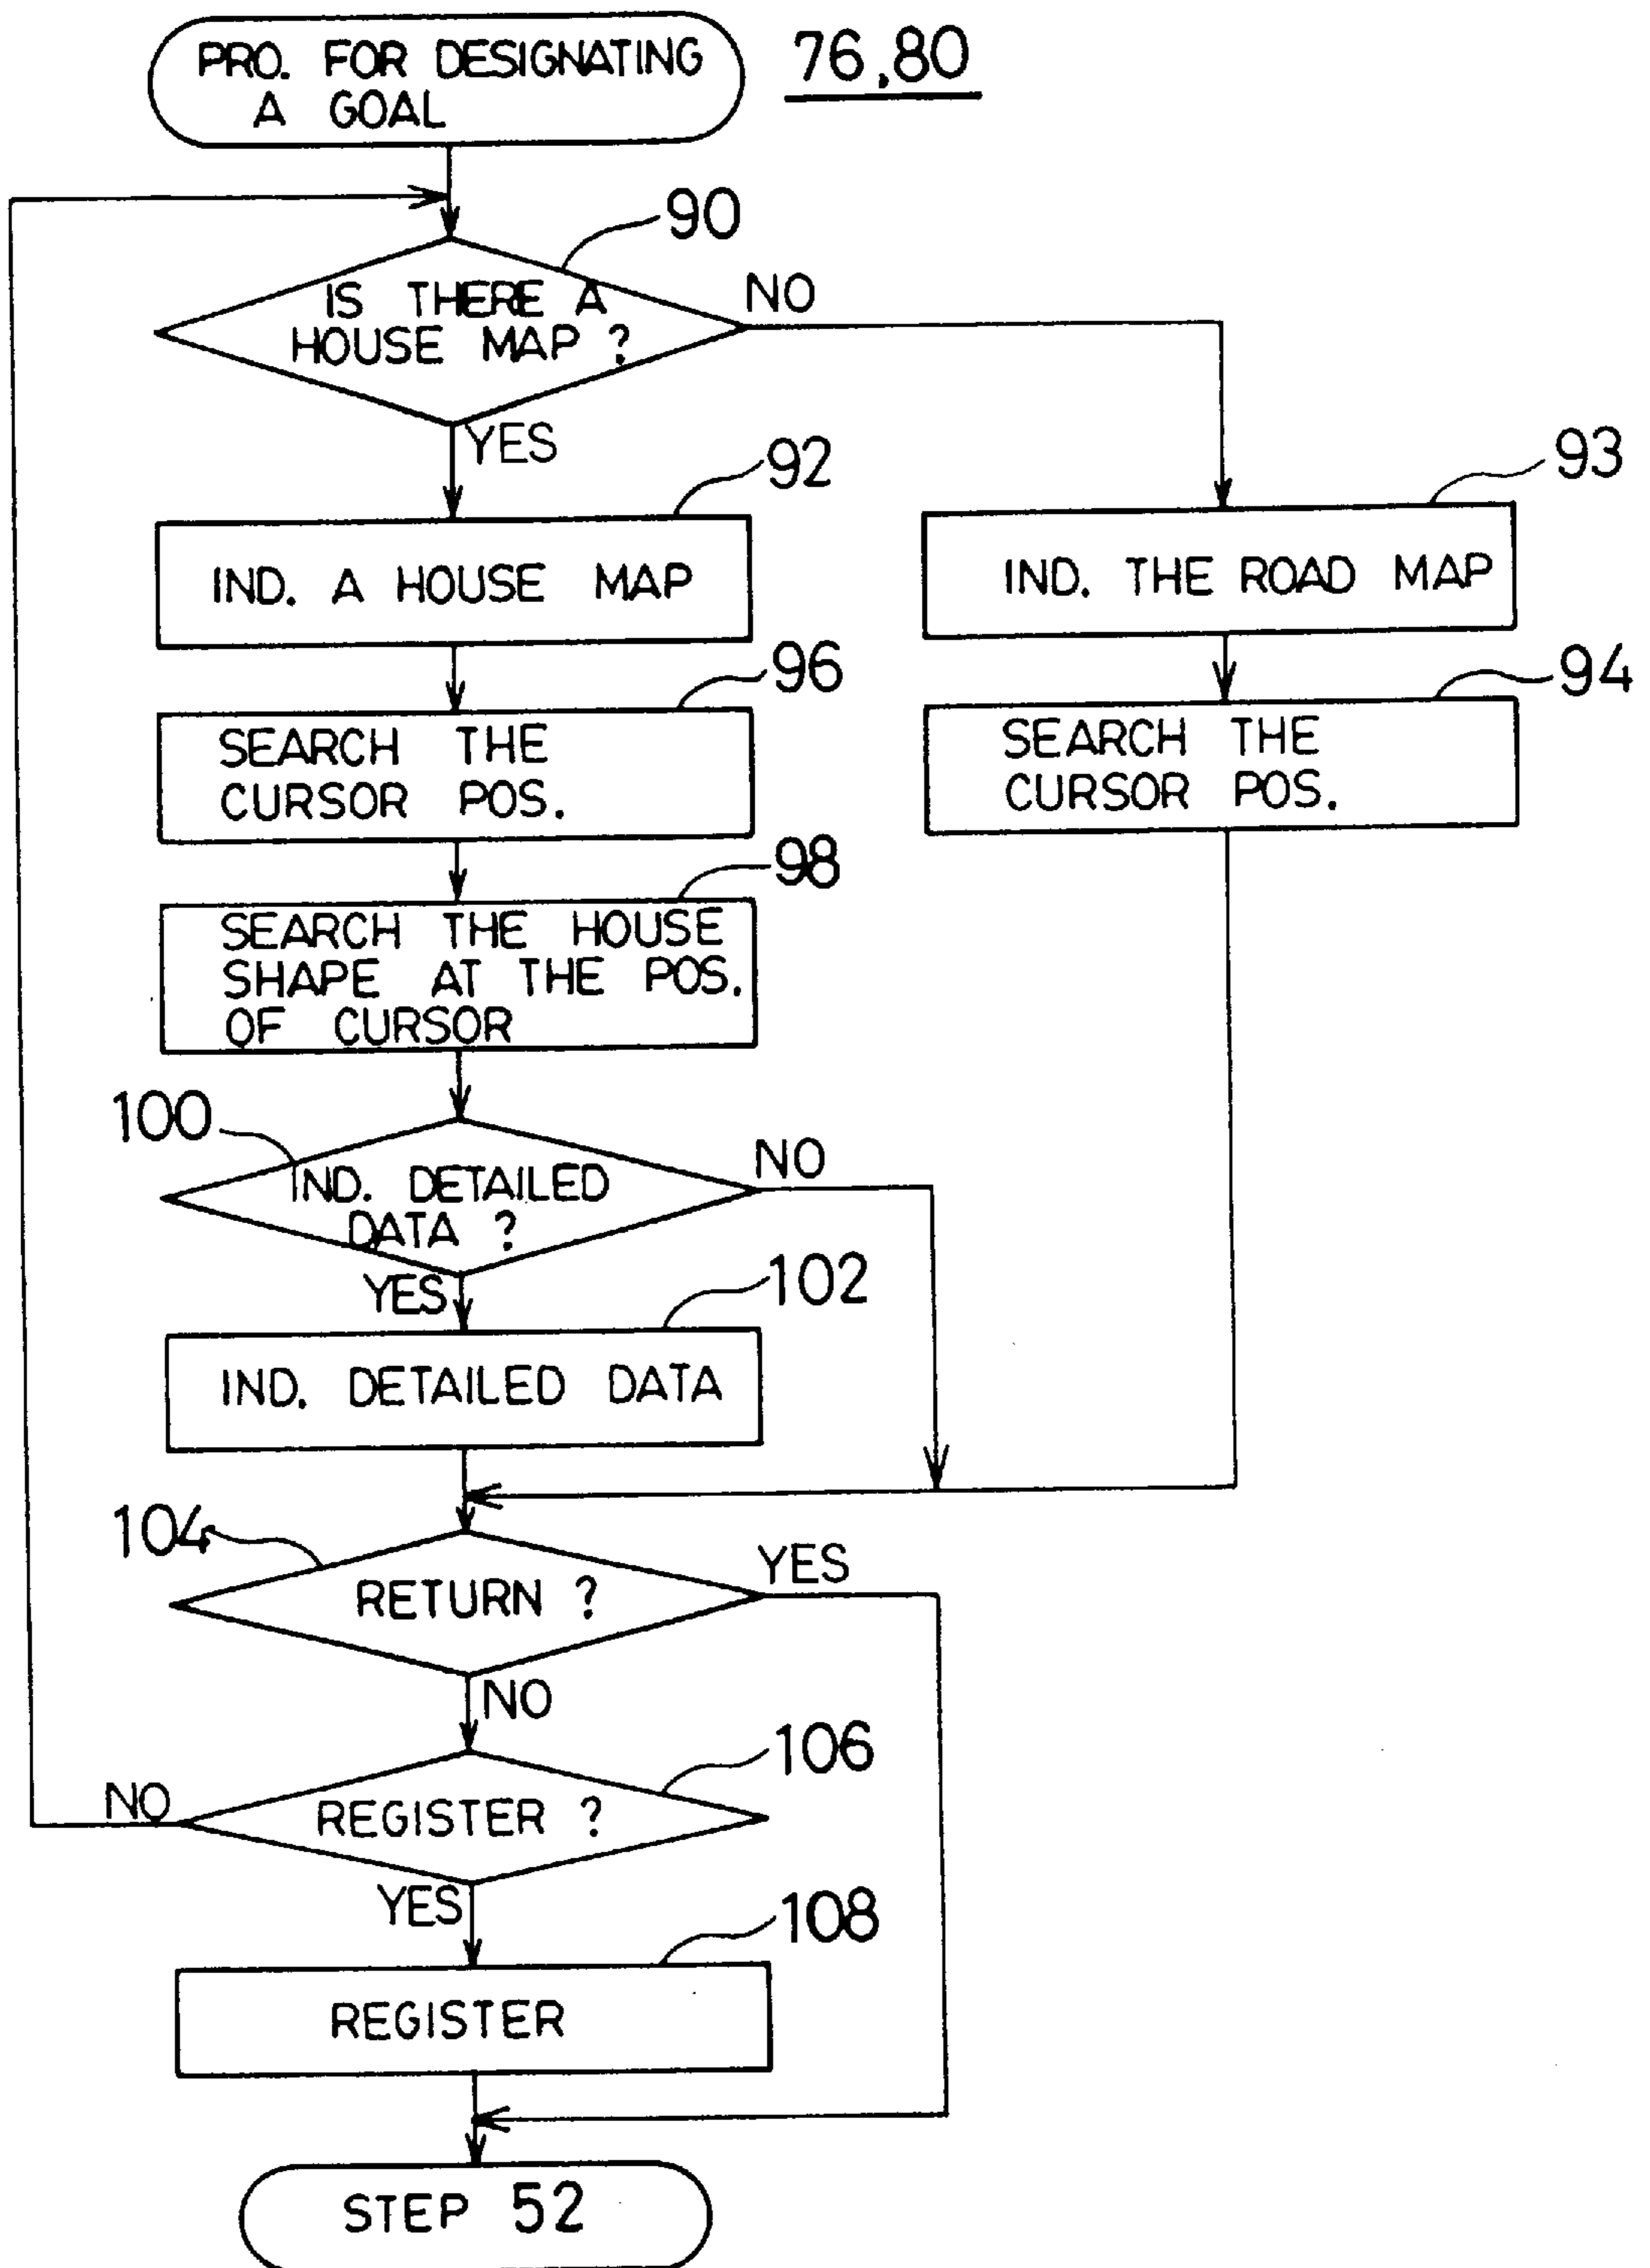 PRO. FOR DESIGNATING
A GOAL
76,80
90
IS THERE A
HOUSE MAP ?
NO
YES
92
93
IND. A HOUSE MAP
IND. THE ROAD MAP
96
94
SEARCH THE
CURSOR POS.
SEARCH THE
CURSOR POS.
98
SEARCH THE HOUSE
SHAPE AT THE POS.
OF CURSOR
100
NO
IND. DETAILED
DATA ?
YES
102
IND. DETAILED DATA
104
YES
RETURN ?
NO
106
NO
REGISTER ?
YES
108
REGISTER
STEP 52